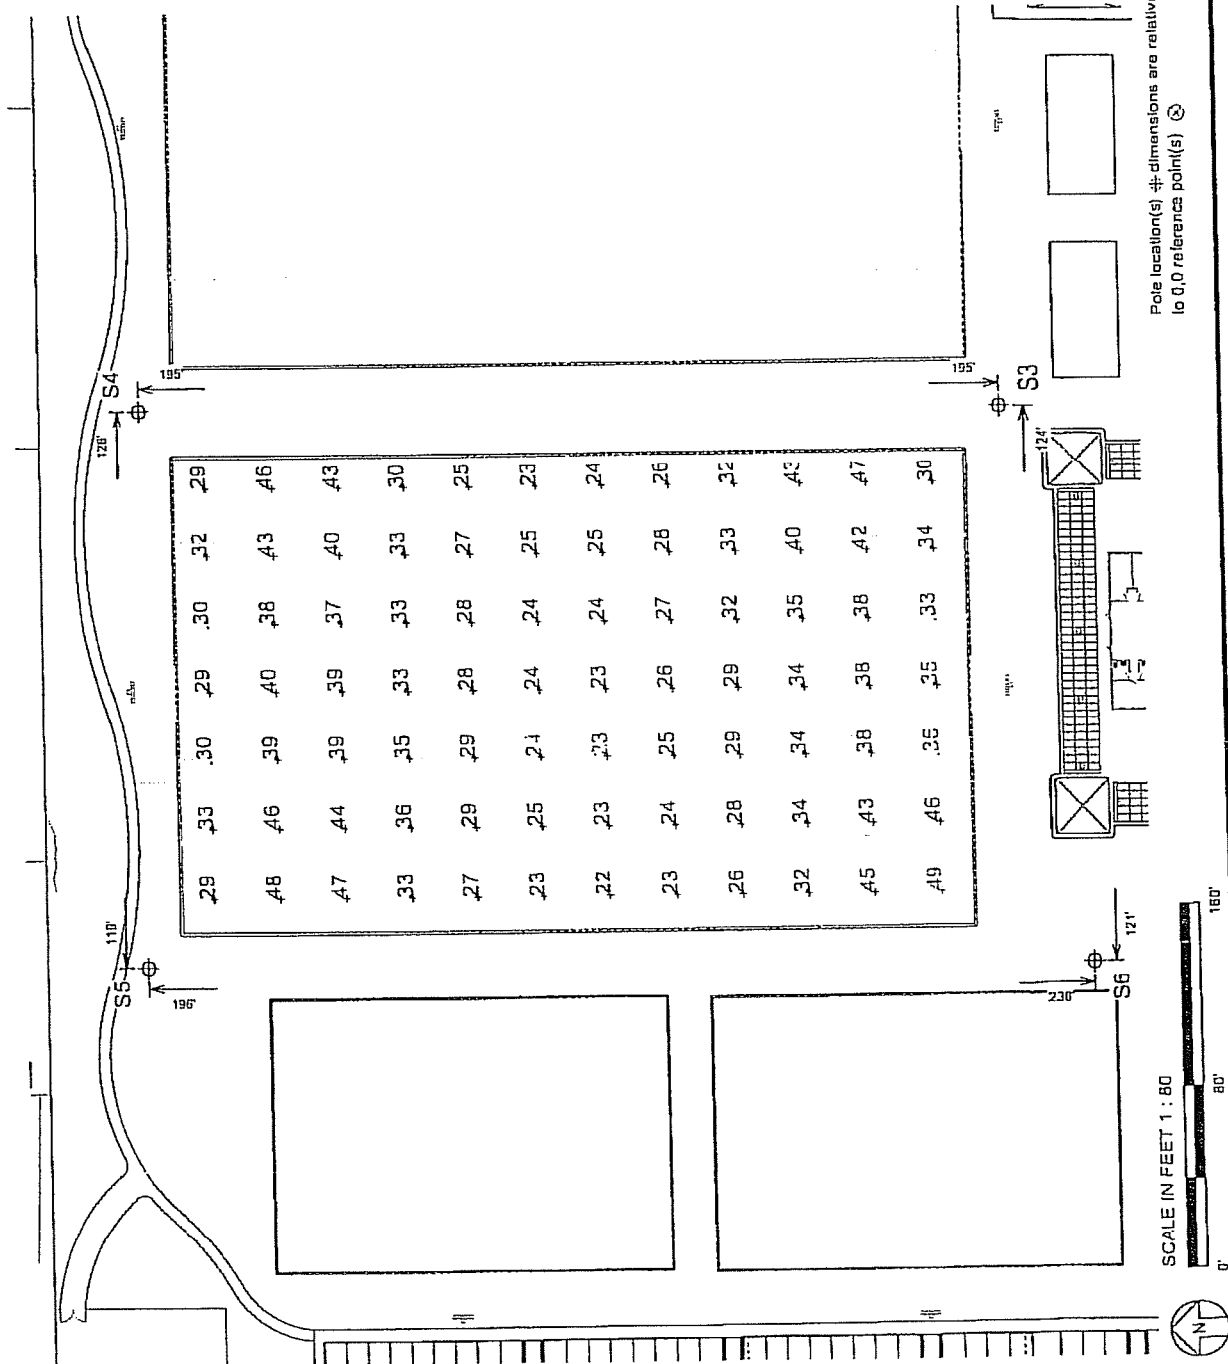 S5 110' S4 128'
196' 195'
29 33 30 29 30 32 29
48 46 39 40 38 43 46
47 44 39 39 37 40 43
33 36 35 33 33 33 30
27 29 29 28 28 27 25
23 25 24 24 24 25 23
22 23 23 23 24 25 24
23 24 25 26 27 28 26
26 28 29 29 32 33 32
32 34 34 34 35 40 43
45 43 38 38 38 42 47
49 46 35 33 34 30
230' 195'
S6 121' S3 124'
Pole location(s) dimensions are relative
to 0,0 reference point(s)
SCALE IN FEET 1 : 80
0' 80' 160'
N